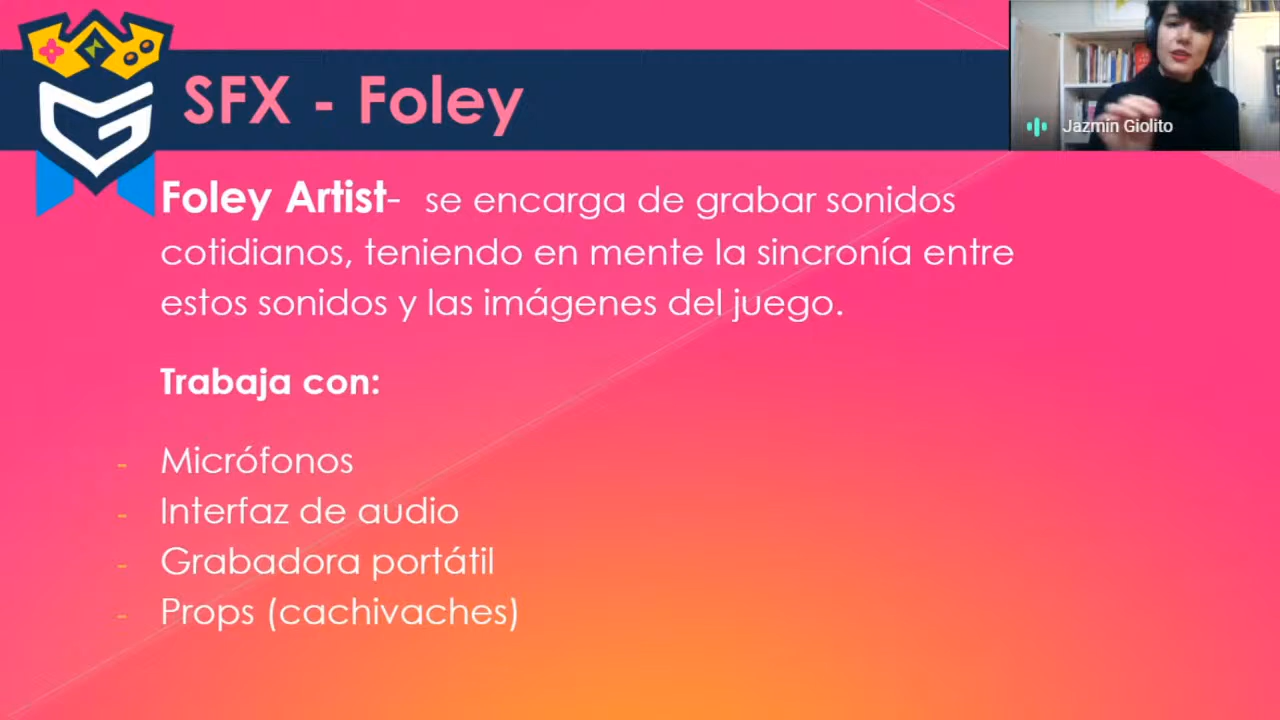 SFX - Foley
Jazmín Giolito
Foley Artist- se encarga de grabar sonidos
cotidianos, teniendo en mente la sincronía entre
estos sonidos y las imágenes del juego.
Trabaja con:
- Micrófonos
- Interfaz de audio
- Grabadora portátil
- Props (cachivaches)